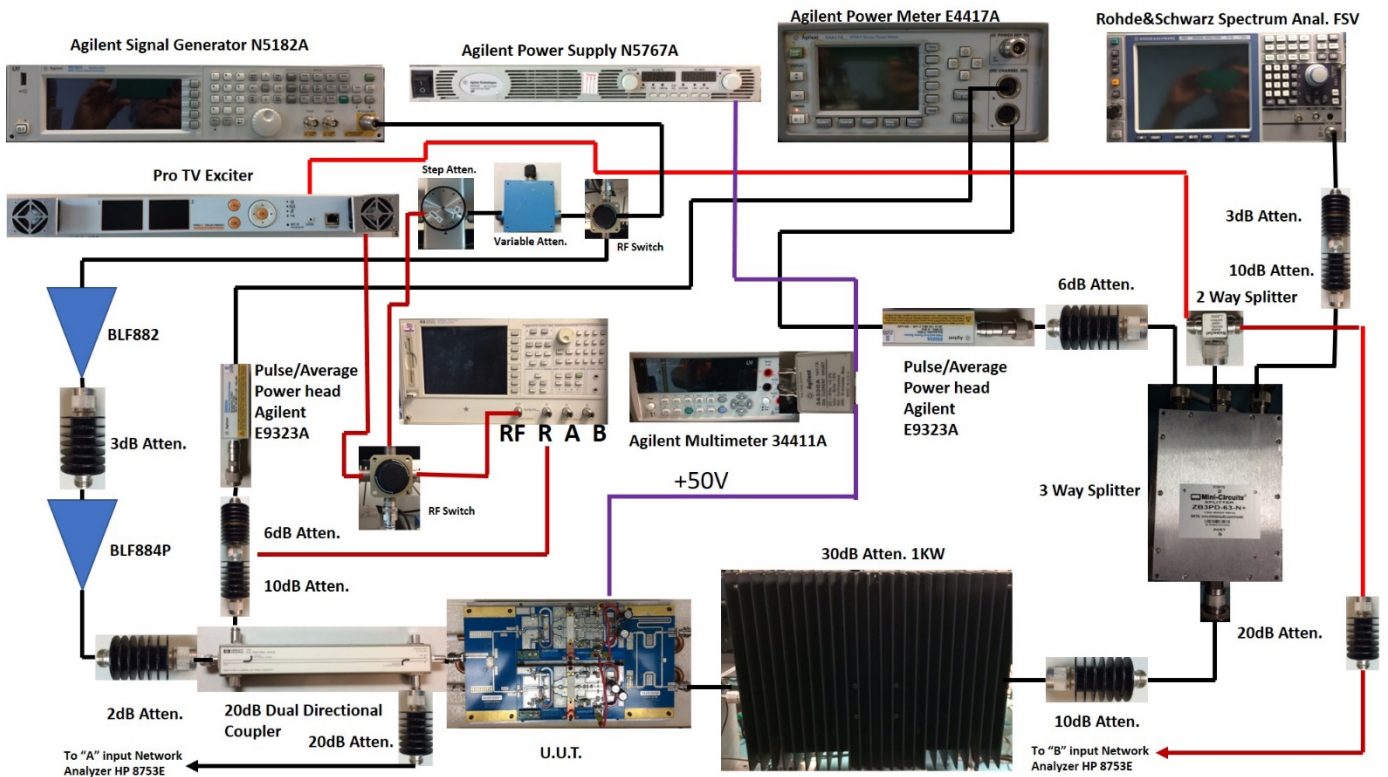 Agilent Signal Generator N5182A
Agilent Power Supply N5767A
Agilent Power Meter E4417A
Rohde&Schwarz Spectrum Anal. FSV
Pro TV Exciter
Step Atten.
Variable Atten.
RF Switch
3dB Atten.
10dB Atten.
6dB Atten.
2 Way Splitter
BLF882
Pulse/Average
Power head
Agilent
E9323A
RF R A B
Agilent Multimeter 34411A
Pulse/Average
Power head
Agilent
E9323A
3dB Atten.
+50V
3 Way Splitter
Mini-Circuits
SPLITTER
ZB3PD-63-N+
RF Switch
BLF884P
6dB Atten.
10dB Atten.
30dB Atten. 1KW
20dB Atten.
2dB Atten.
20dB Dual Directional
Coupler
20dB Atten.
U.U.T.
10dB Atten.
To “A” input Network
Analyzer HP 8753E
To “B” input Network
Analyzer HP 8753E